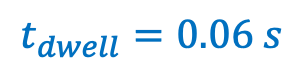 t_dwell = 0.06 s